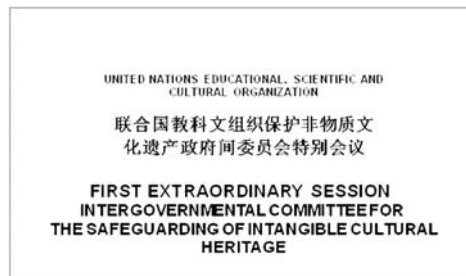 UNITED NATIONS EDUCATIONAL, SCIENTIFIC AND
CULTURAL ORGANIZATION
联合国教科文组织保护非物质文
化遗产政府间委员会特别会议
FIRST EXTRAORDINARY SESSION
INTERGOVERNMENTAL COMMITTEE FOR
THE SAFEGUARDING OF INTANGIBLE CULTURAL
HERITAGE